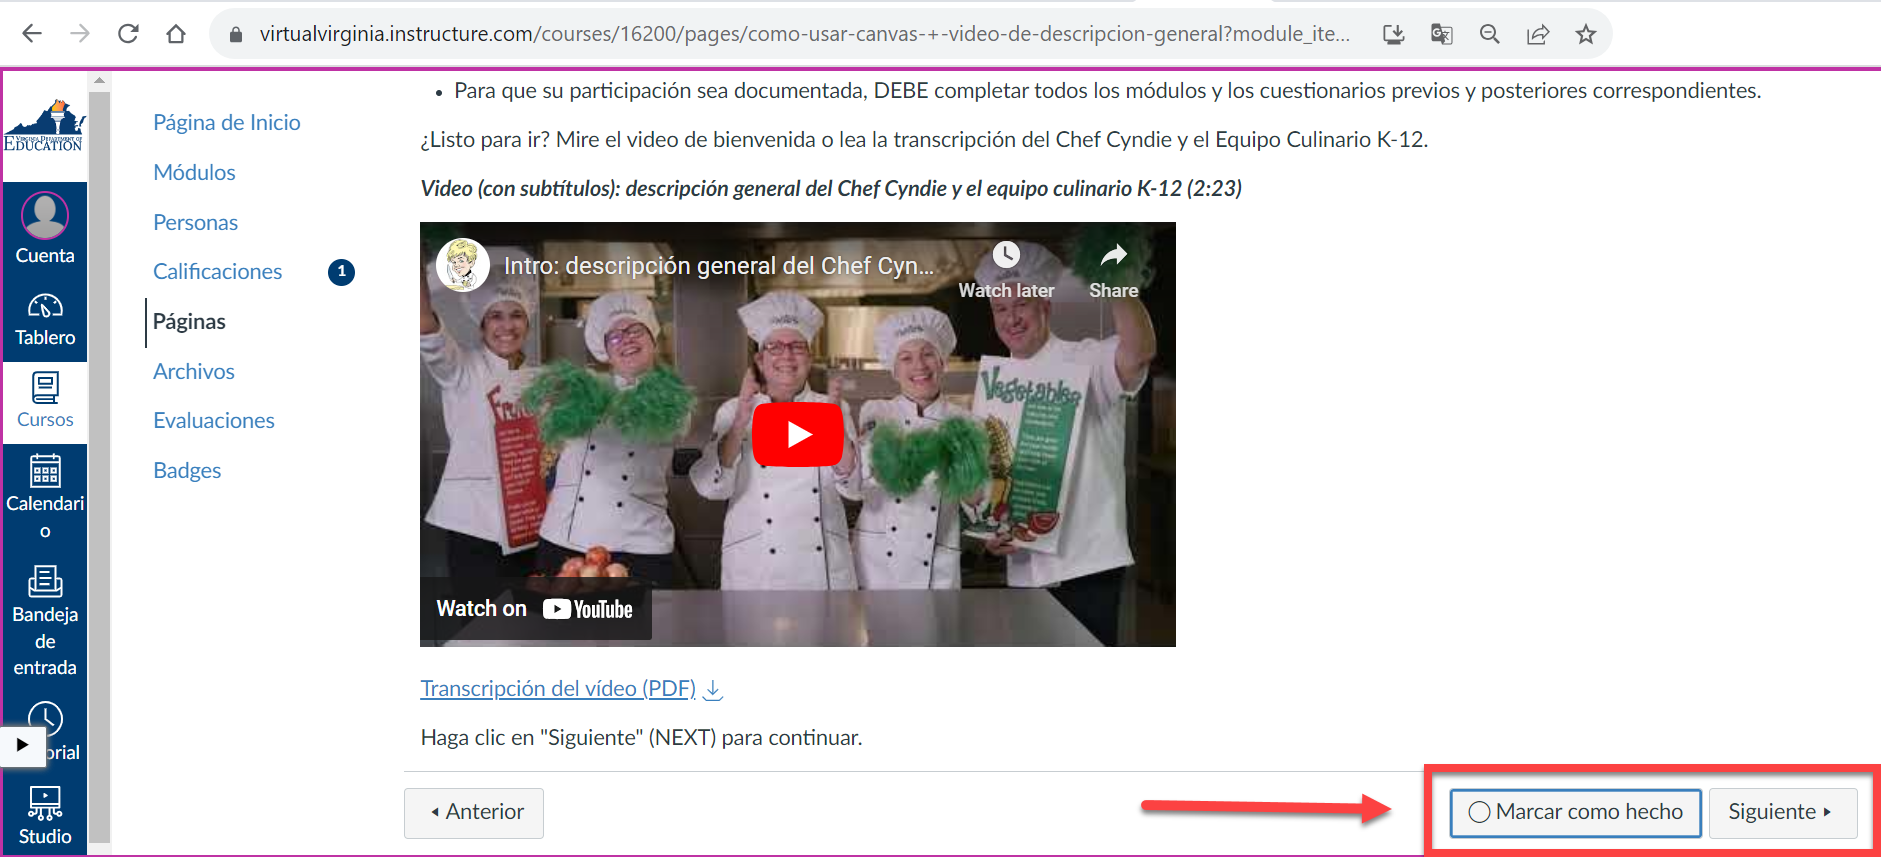 virtualvirginia.instructure.com/courses/16200/pages/como-usar-canvas-+-video-de-descripcion-general?module_ite...
VIRGINIA DEPARTMENT OF
EDUCATION
Cuenta
Tablero
Cursos
Calendari
o
Bandeja
de
entrada
orial
Studio
Página de Inicio
Módulos
Personas
Calificaciones 1
Páginas
Archivos
Evaluaciones
Badges
• Para que su participación sea documentada, DEBE completar todos los módulos y los cuestionarios previos y posteriores correspondientes.
¿Listo para ir? Mire el video de bienvenida o lea la transcripción del Chef Cyndie y el Equipo Culinario K-12.
Video (con subtítulos): descripción general del Chef Cyndie y el equipo culinario K-12 (2:23)
Intro: descripción general del Chef Cyn...
Watch later
Share
Vegetables
Watch on YouTube
Transcripción del vídeo (PDF)
Haga clic en "Siguiente" (NEXT) para continuar.
Anterior
Marcar como hecho
Siguiente